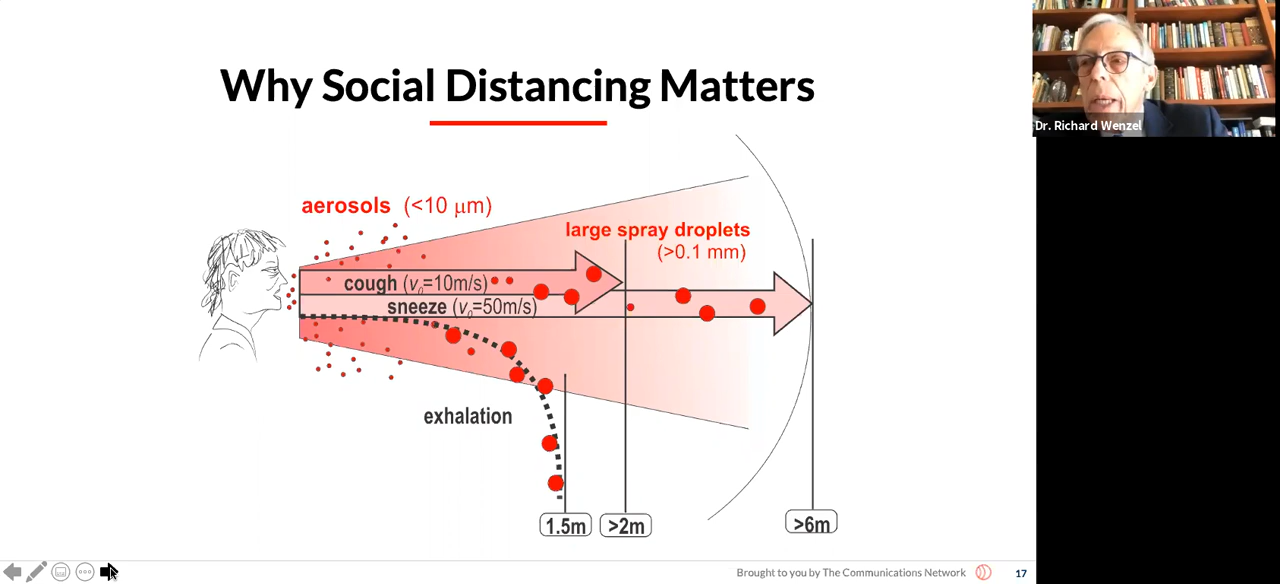 Why Social Distancing Matters
Dr. Richard Wenzel
aerosols (<10 μm)
large spray droplets
(>0.1 mm)
cough (v₀=10m/s)
sneeze (v₀=50m/s)
exhalation
1.5m
>2m
>6m
Brought to you by The Communications Network
17